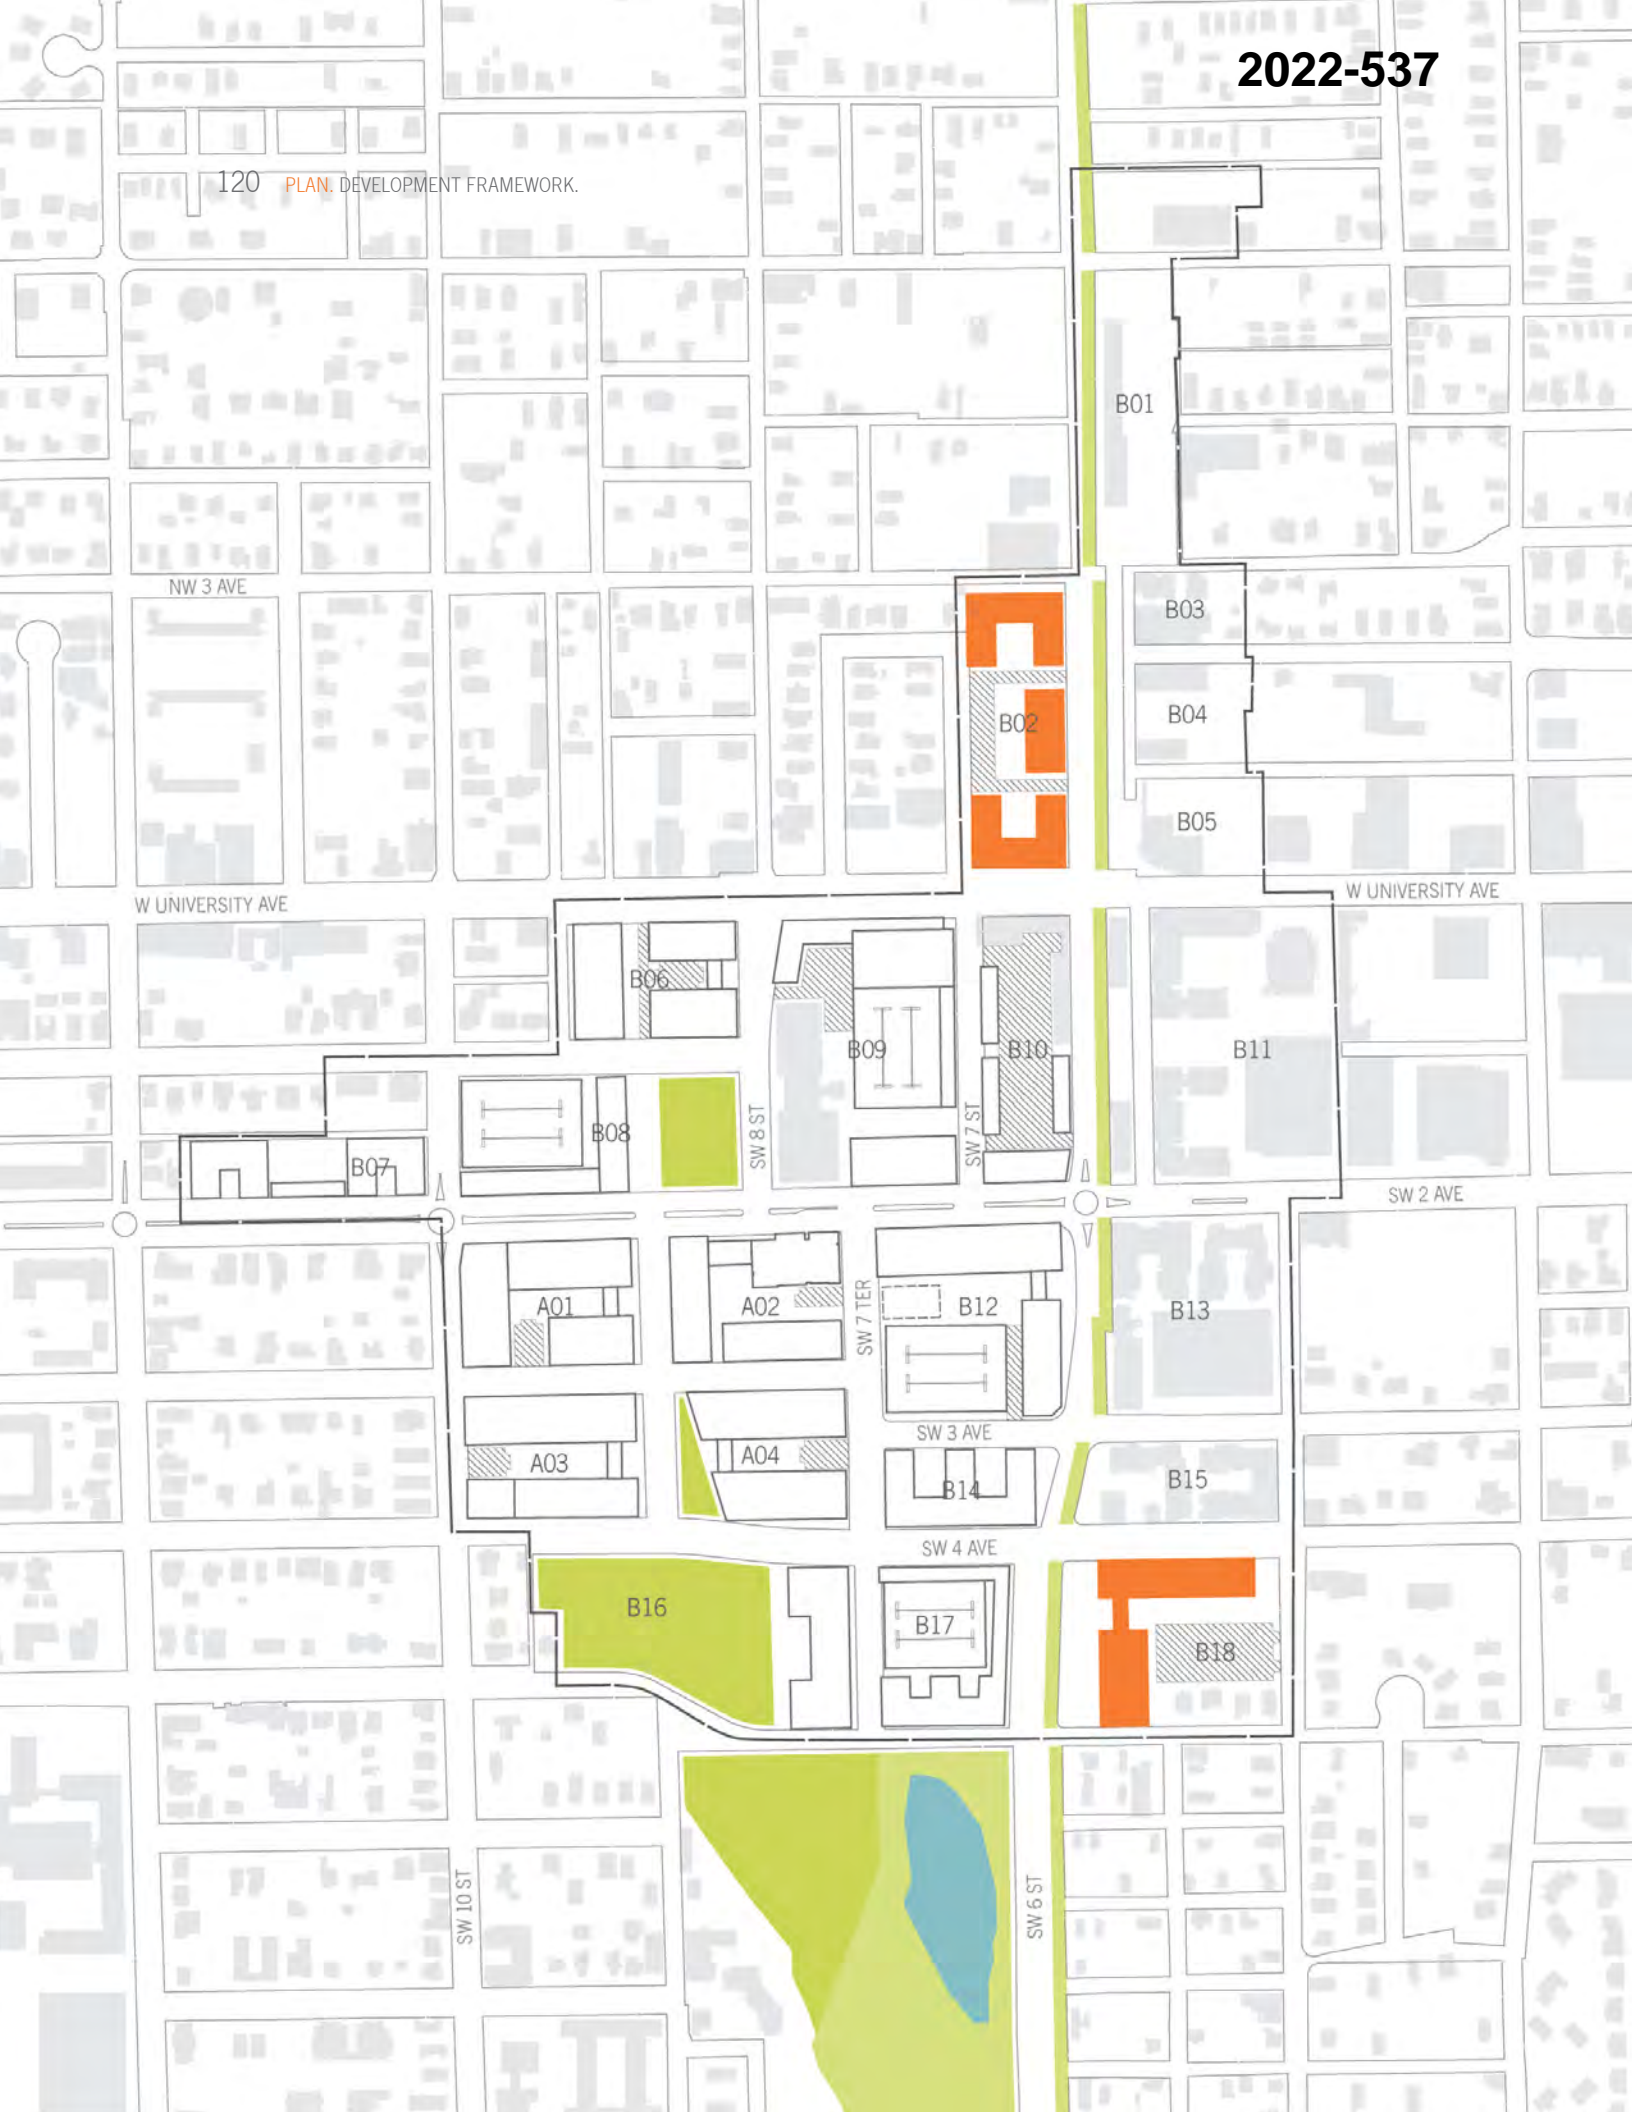 2022-537
120 PLAN. DEVELOPMENT FRAMEWORK.
B01
NW 3 AVE
B03
B02
B04
B05
W UNIVERSITY AVE
W UNIVERSITY AVE
B06
B09
B10
B11
B08
SW 8 ST
SW 7 ST
B07
SW 2 AVE
A01
A02
SW 7 TER
B12
B13
SW 3 AVE
A03
A04
B14
B15
SW 4 AVE
B16
B17
B18
SW 10 ST
SW 6 ST